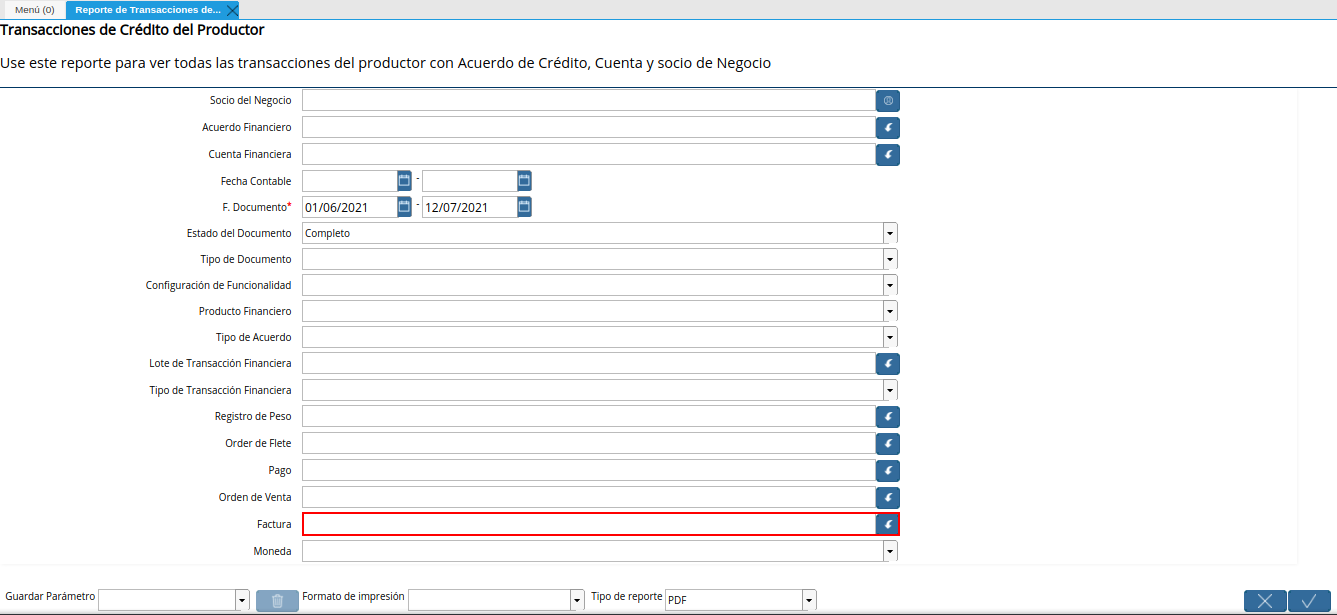 Menú (0)
Reporte de Transacciones de...
Transacciones de Crédito del Productor
Use este reporte para ver todas las transacciones del productor con Acuerdo de Crédito, Cuenta y socio de Negocio
Socio del Negocio
Acuerdo Financiero
Cuenta Financiera
Fecha Contable -
F. Documento* 01/06/2021 - 12/07/2021
Estado del Documento Completo
Tipo de Documento
Configuración de Funcionalidad
Producto Financiero
Tipo de Acuerdo
Lote de Transacción Financiera
Tipo de Transacción Financiera
Registro de Peso
Order de Flete
Pago
Orden de Venta
Factura
Moneda
Guardar Parámetro Formato de impresión Tipo de reporte PDF